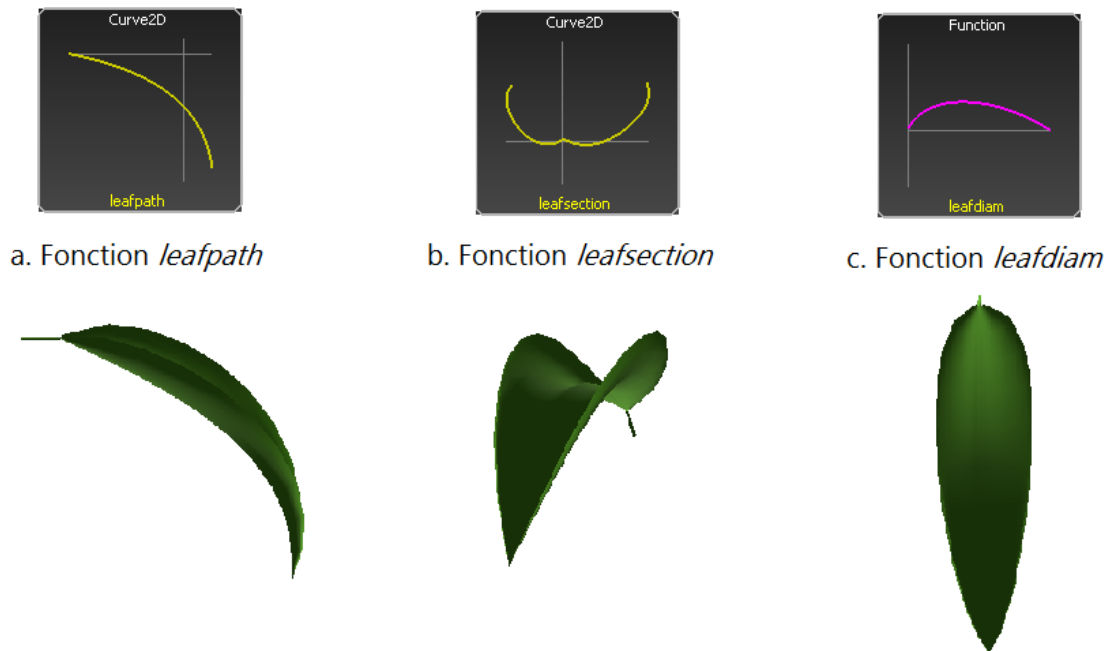 Curve2D
leafpath
Curve2D
leafsection
Function
leafdiam
a. Fonction leafpath
b. Fonction leafsection
c. Fonction leafdiam